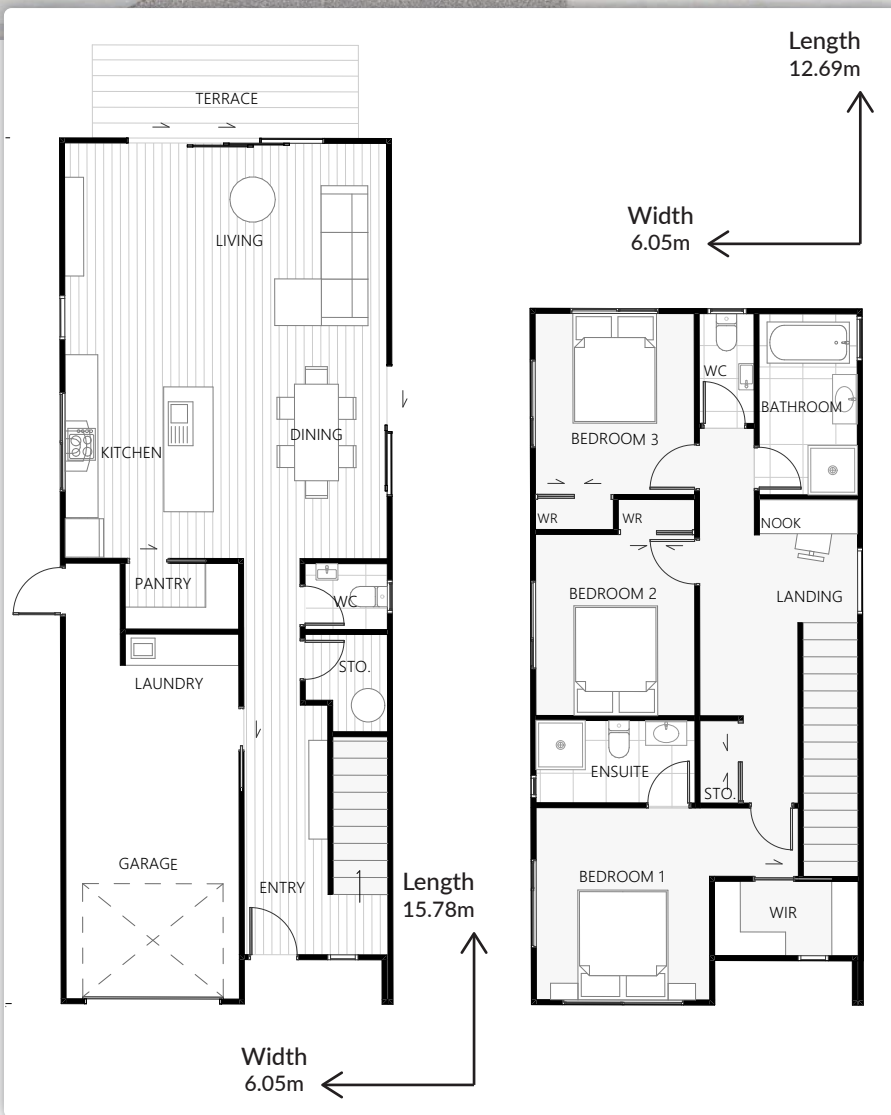 TERRACE
LIVING
KITCHEN
DINING
PANTRY
WC
STO.
LAUNDRY
GARAGE
ENTRY
Length
15.78m
Width
6.05m
Length
12.69m
Width
6.05m
WC
BATHROOM
BEDROOM 3
WR
WR
NOOK
BEDROOM 2
LANDING
ENSUITE
STO.
BEDROOM 1
WIR